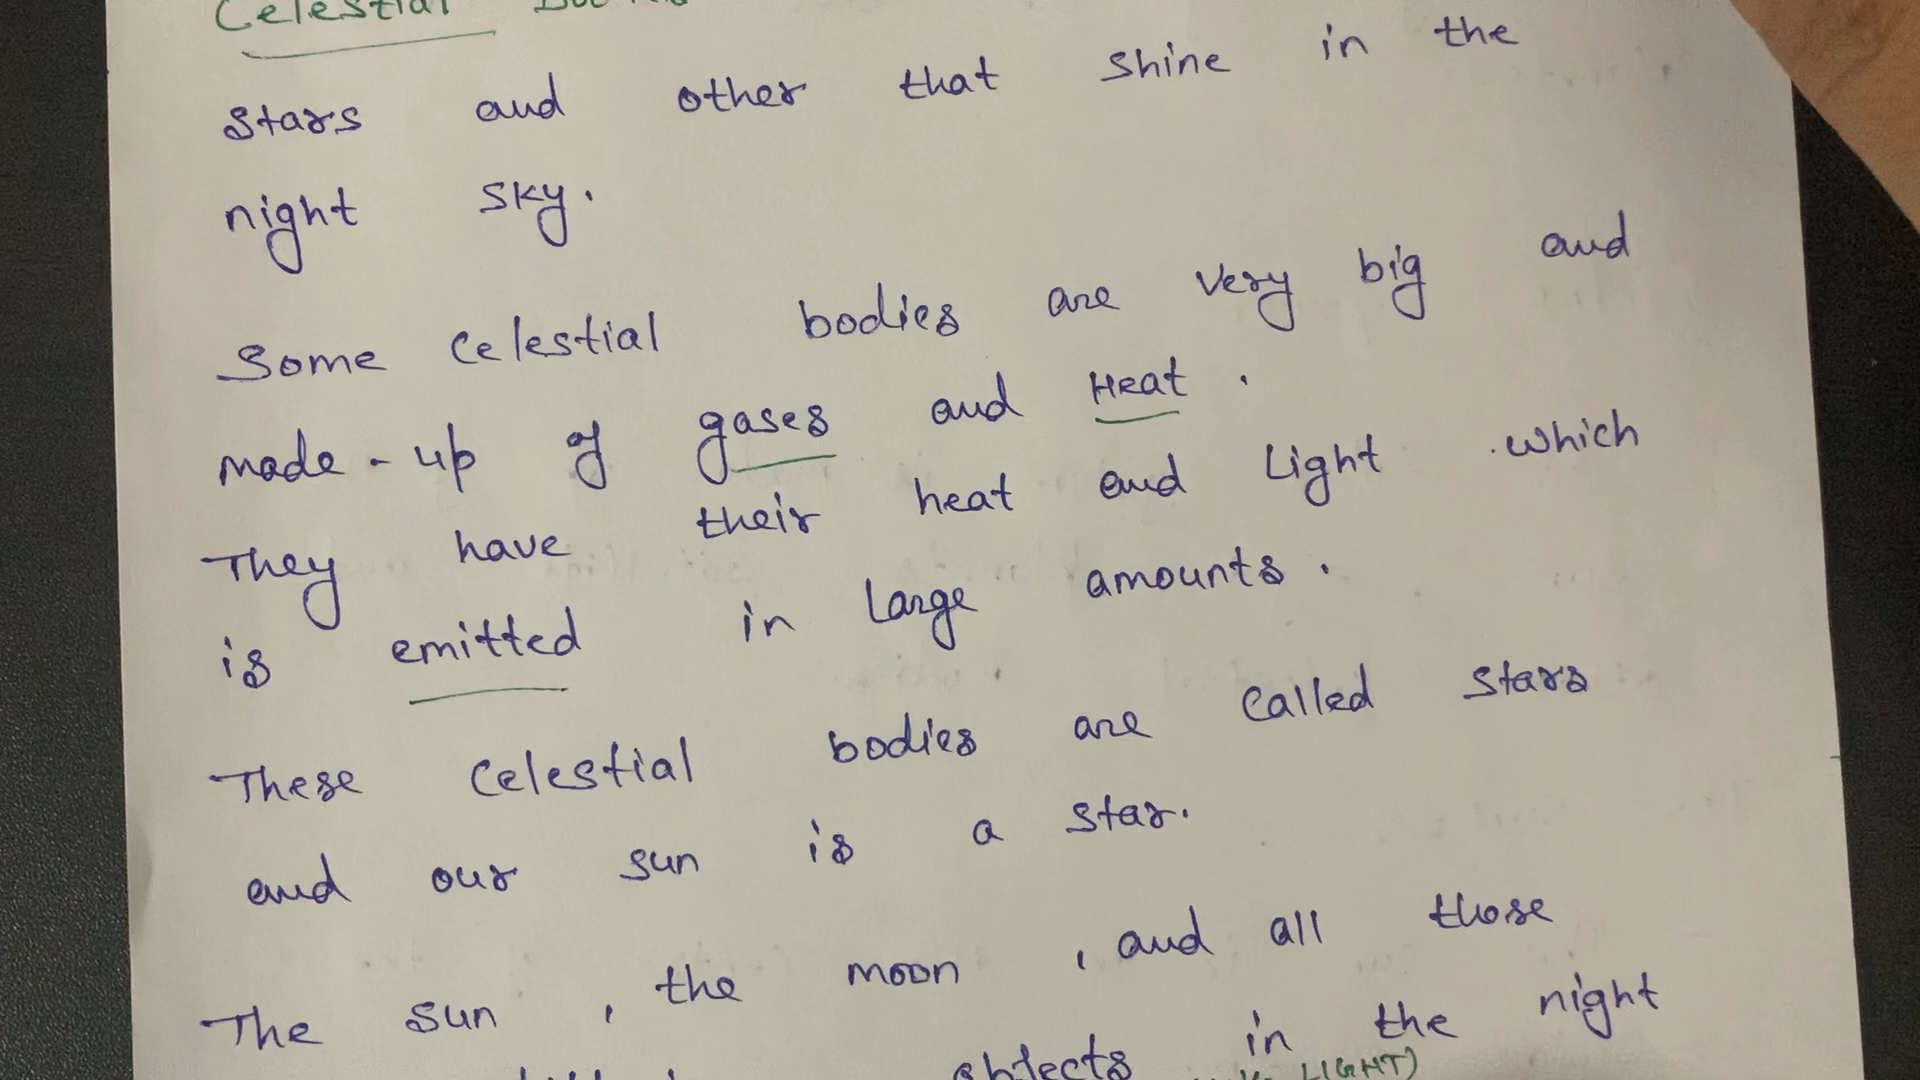 Celestial
stars and other that shine in the
night sky.
Some celestial bodies are very big and
made-up of gases and Heat.
They have their heat and Light which
is emitted in Large amounts.
These celestial bodies are called stars
and our sun is a star.
The sun, the moon, and all those
objects in the night
LIGHT)